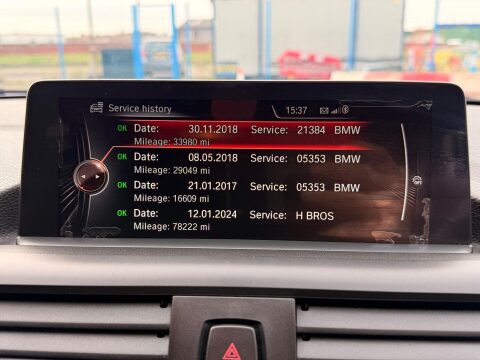 Service history 15:37
OK Date: 30.11.2018 Service: 21384 BMW
Mileage: 33980 mi
OK Date: 08.05.2018 Service: 05353 BMW
Mileage: 29049 mi
OK Date: 21.01.2017 Service: 05353 BMW
Mileage: 16609 mi
OK Date: 12.01.2024 Service: H BROS
Mileage: 78222 mi